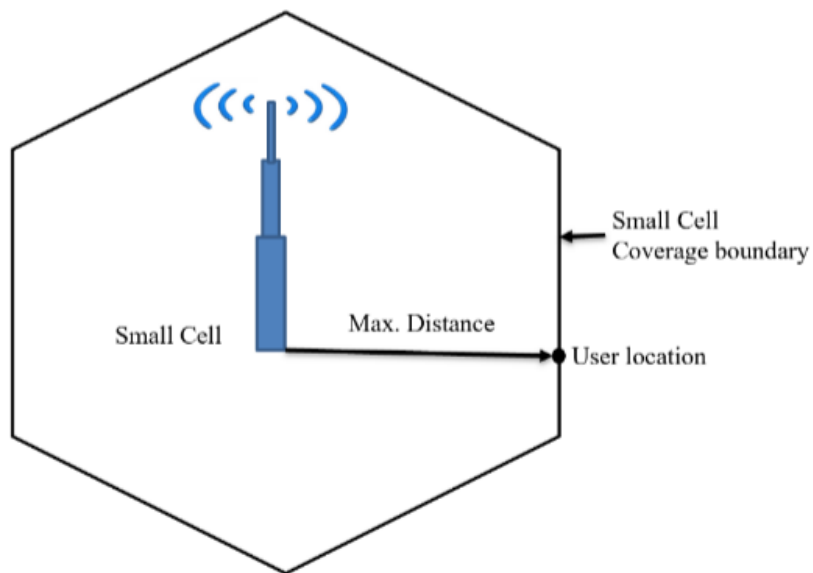 Small Cell
Coverage boundary
Max. Distance
Small Cell
User location